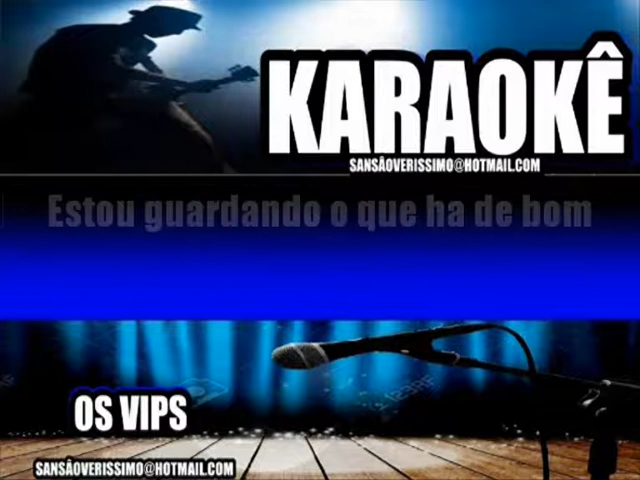 KARAOKÊ
SANSÃOVERISSIMO@HOTMAIL.COM
Estou guardando o que ha de bom
OS VIPS
SANSÃOVERISSIMO@HOTMAIL.COM